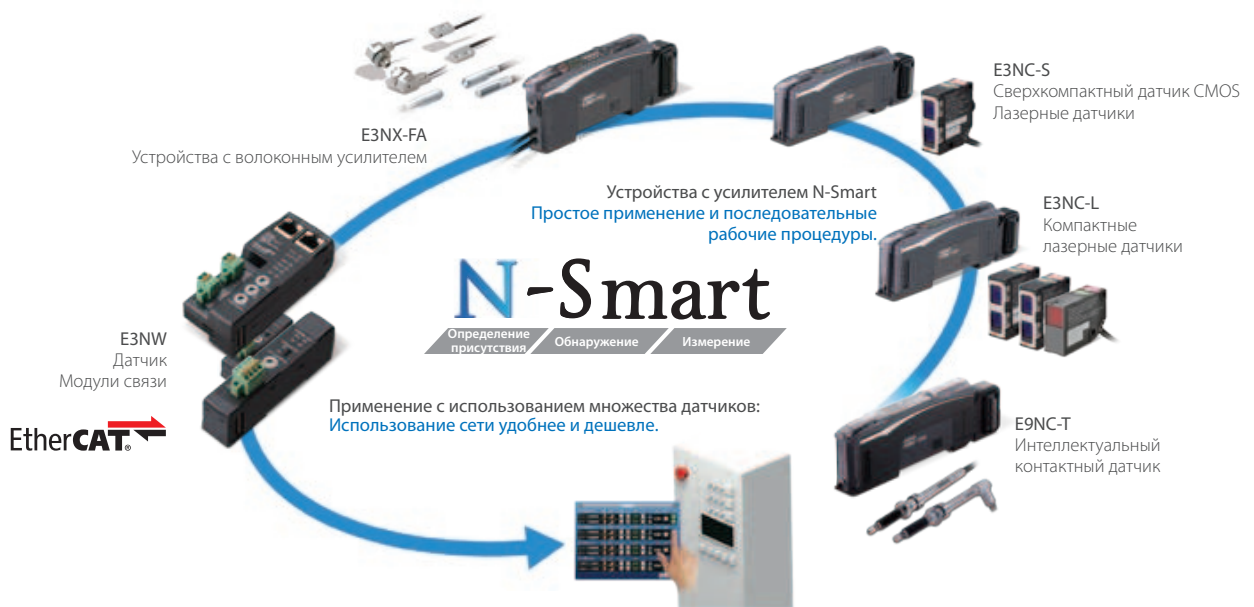 E3NC-S
Сверхкомпактный датчик CMOS
Лазерные датчики
E3NX-FA
Устройства с волоконным усилителем
Устройства с усилителем N-Smart
Простое применение и последовательные
рабочие процедуры.
E3NC-L
Компактные
лазерные датчики
N-Smart
Определение
присутствия
Обнаружение
Измерение
E3NW
Датчик
Модули связи
EtherCAT®
Применение с использованием множества датчиков:
Использование сети удобнее и дешевле.
E9NC-T
Интеллектуальный
контактный датчик